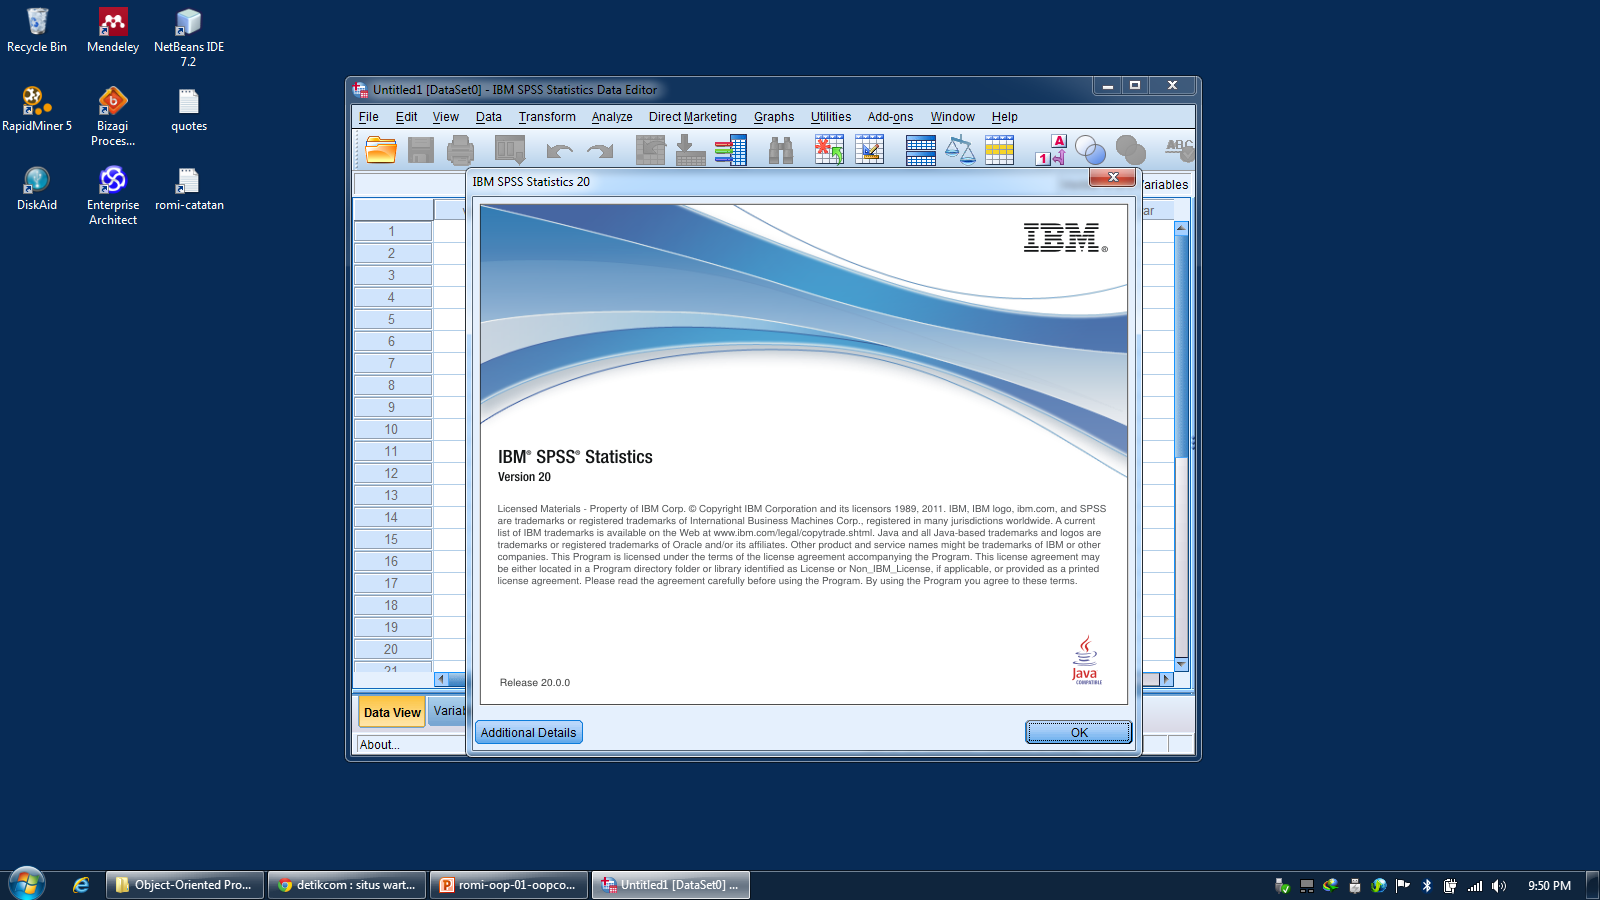 Recycle Bin
Mendeley
NetBeans IDE
7.2
RapidMiner 5
Bizagi
Proces...
quotes
DiskAid
Enterprise
Architect
romi-catatan
Untitled1 [DataSet0] - IBM SPSS Statistics Data Editor
File Edit View Data Transform Analyze Direct Marketing Graphs Utilities Add-ons Window Help
IBM SPSS Statistics 20
ariables
ar
1
2
3
4
5
6
7
8
9
10
11
12
13
14
15
16
17
18
19
20
21
IBM®
IBM® SPSS® Statistics
Version 20
Licensed Materials - Property of IBM Corp. © Copyright IBM Corporation and its licensors 1989, 2011. IBM, IBM logo, ibm.com, and SPSS
are trademarks or registered trademarks of International Business Machines Corp., registered in many jurisdictions worldwide. A current
list of IBM trademarks is available on the Web at www.ibm.com/legal/copytrade.shtml. Java and all Java-based trademarks and logos are
trademarks or registered trademarks of Oracle and/or its affiliates. Other product and service names might be trademarks of IBM or other
companies. This Program is licensed under the terms of the license agreement accompanying the Program. This license agreement may
be either located in a Program directory folder or library identified as License or Non_IBM_License, if applicable, or provided as a printed
license agreement. Please read the agreement carefully before using the Program. By using the Program you agree to these terms.
Java
COMPATIBLE
Release 20.0.0
Additional Details
OK
Data View
Varia
About...
Object-Oriented Pro...
detikcom : situs wart...
romi-oop-01-oopco...
Untitled1 [DataSet0] ...
9:50 PM